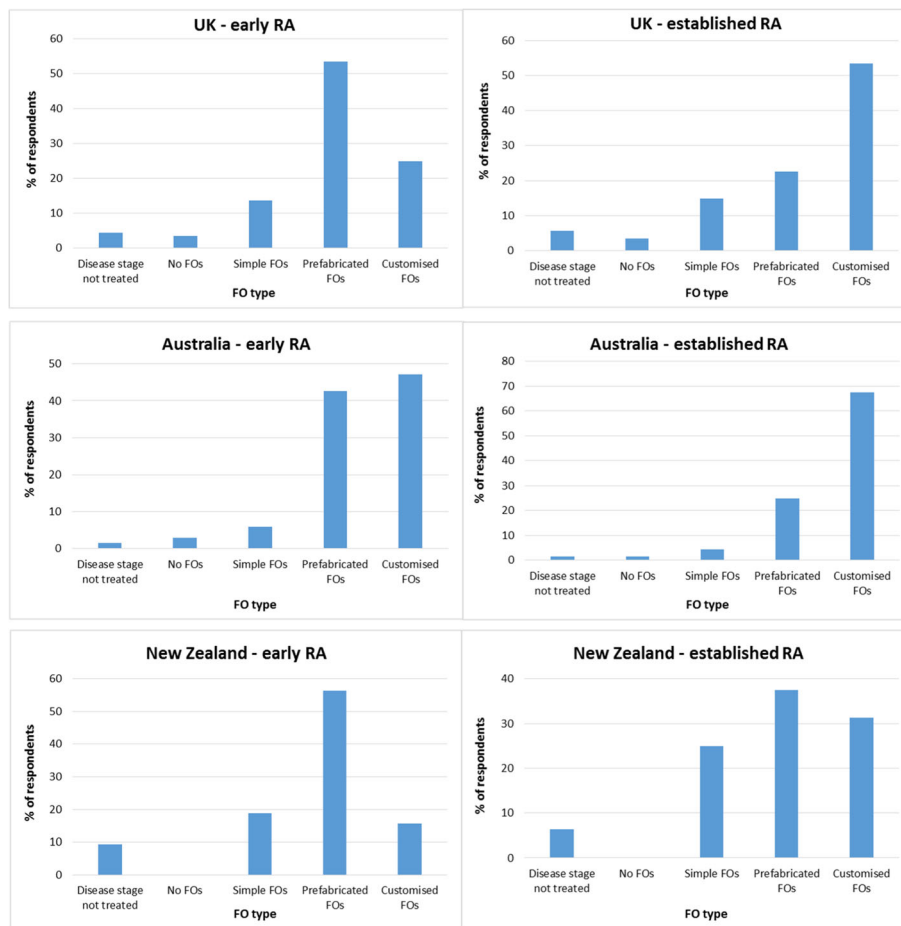 UK - early RA
% of respondents
60
50
40
30
20
10
0
Disease stage
not treated
No FOs
Simple FOs
Prefabricated
FOs
Customised
FOs
FO type
UK - established RA
% of respondents
60
50
40
30
20
10
0
Disease stage
not treated
No FOs
Simple FOs
Prefabricated
FOs
Customised
FOs
FO type
Australia - early RA
% of respondents
50
40
30
20
10
0
Disease stage
not treated
No FOs
Simple FOs
Prefabricated
FOs
Customised
FOs
FO type
Australia - established RA
% of respondents
80
70
60
50
40
30
20
10
0
Disease stage
not treated
No FOs
Simple FOs
Prefabricated
FOs
Customised
FOs
FO type
New Zealand - early RA
% of respondents
60
50
40
30
20
10
0
Disease stage
not treated
No FOs
Simple FOs
Prefabricated
FOs
Customised
FOs
FO type
New Zealand - established RA
% of respondents
40
30
20
10
0
Disease stage
not treated
No FOs
Simple FOs
Prefabricated
FOs
Customised
FOs
FO type